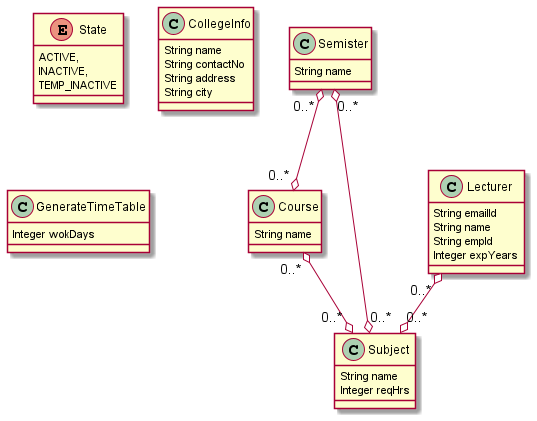 E State
ACTIVE,
INACTIVE,
TEMP_INACTIVE
C CollegeInfo
String name
String contactNo
String address
String city
C Semister
String name
0..*
0..*
0..*
C GenerateTimeTable
Integer wokDays
C Course
String name
0..*
C Lecturer
String emailId
String name
String empId
Integer expYears
0..*
0..*
0..*
0..*
C Subject
String name
Integer reqHrs